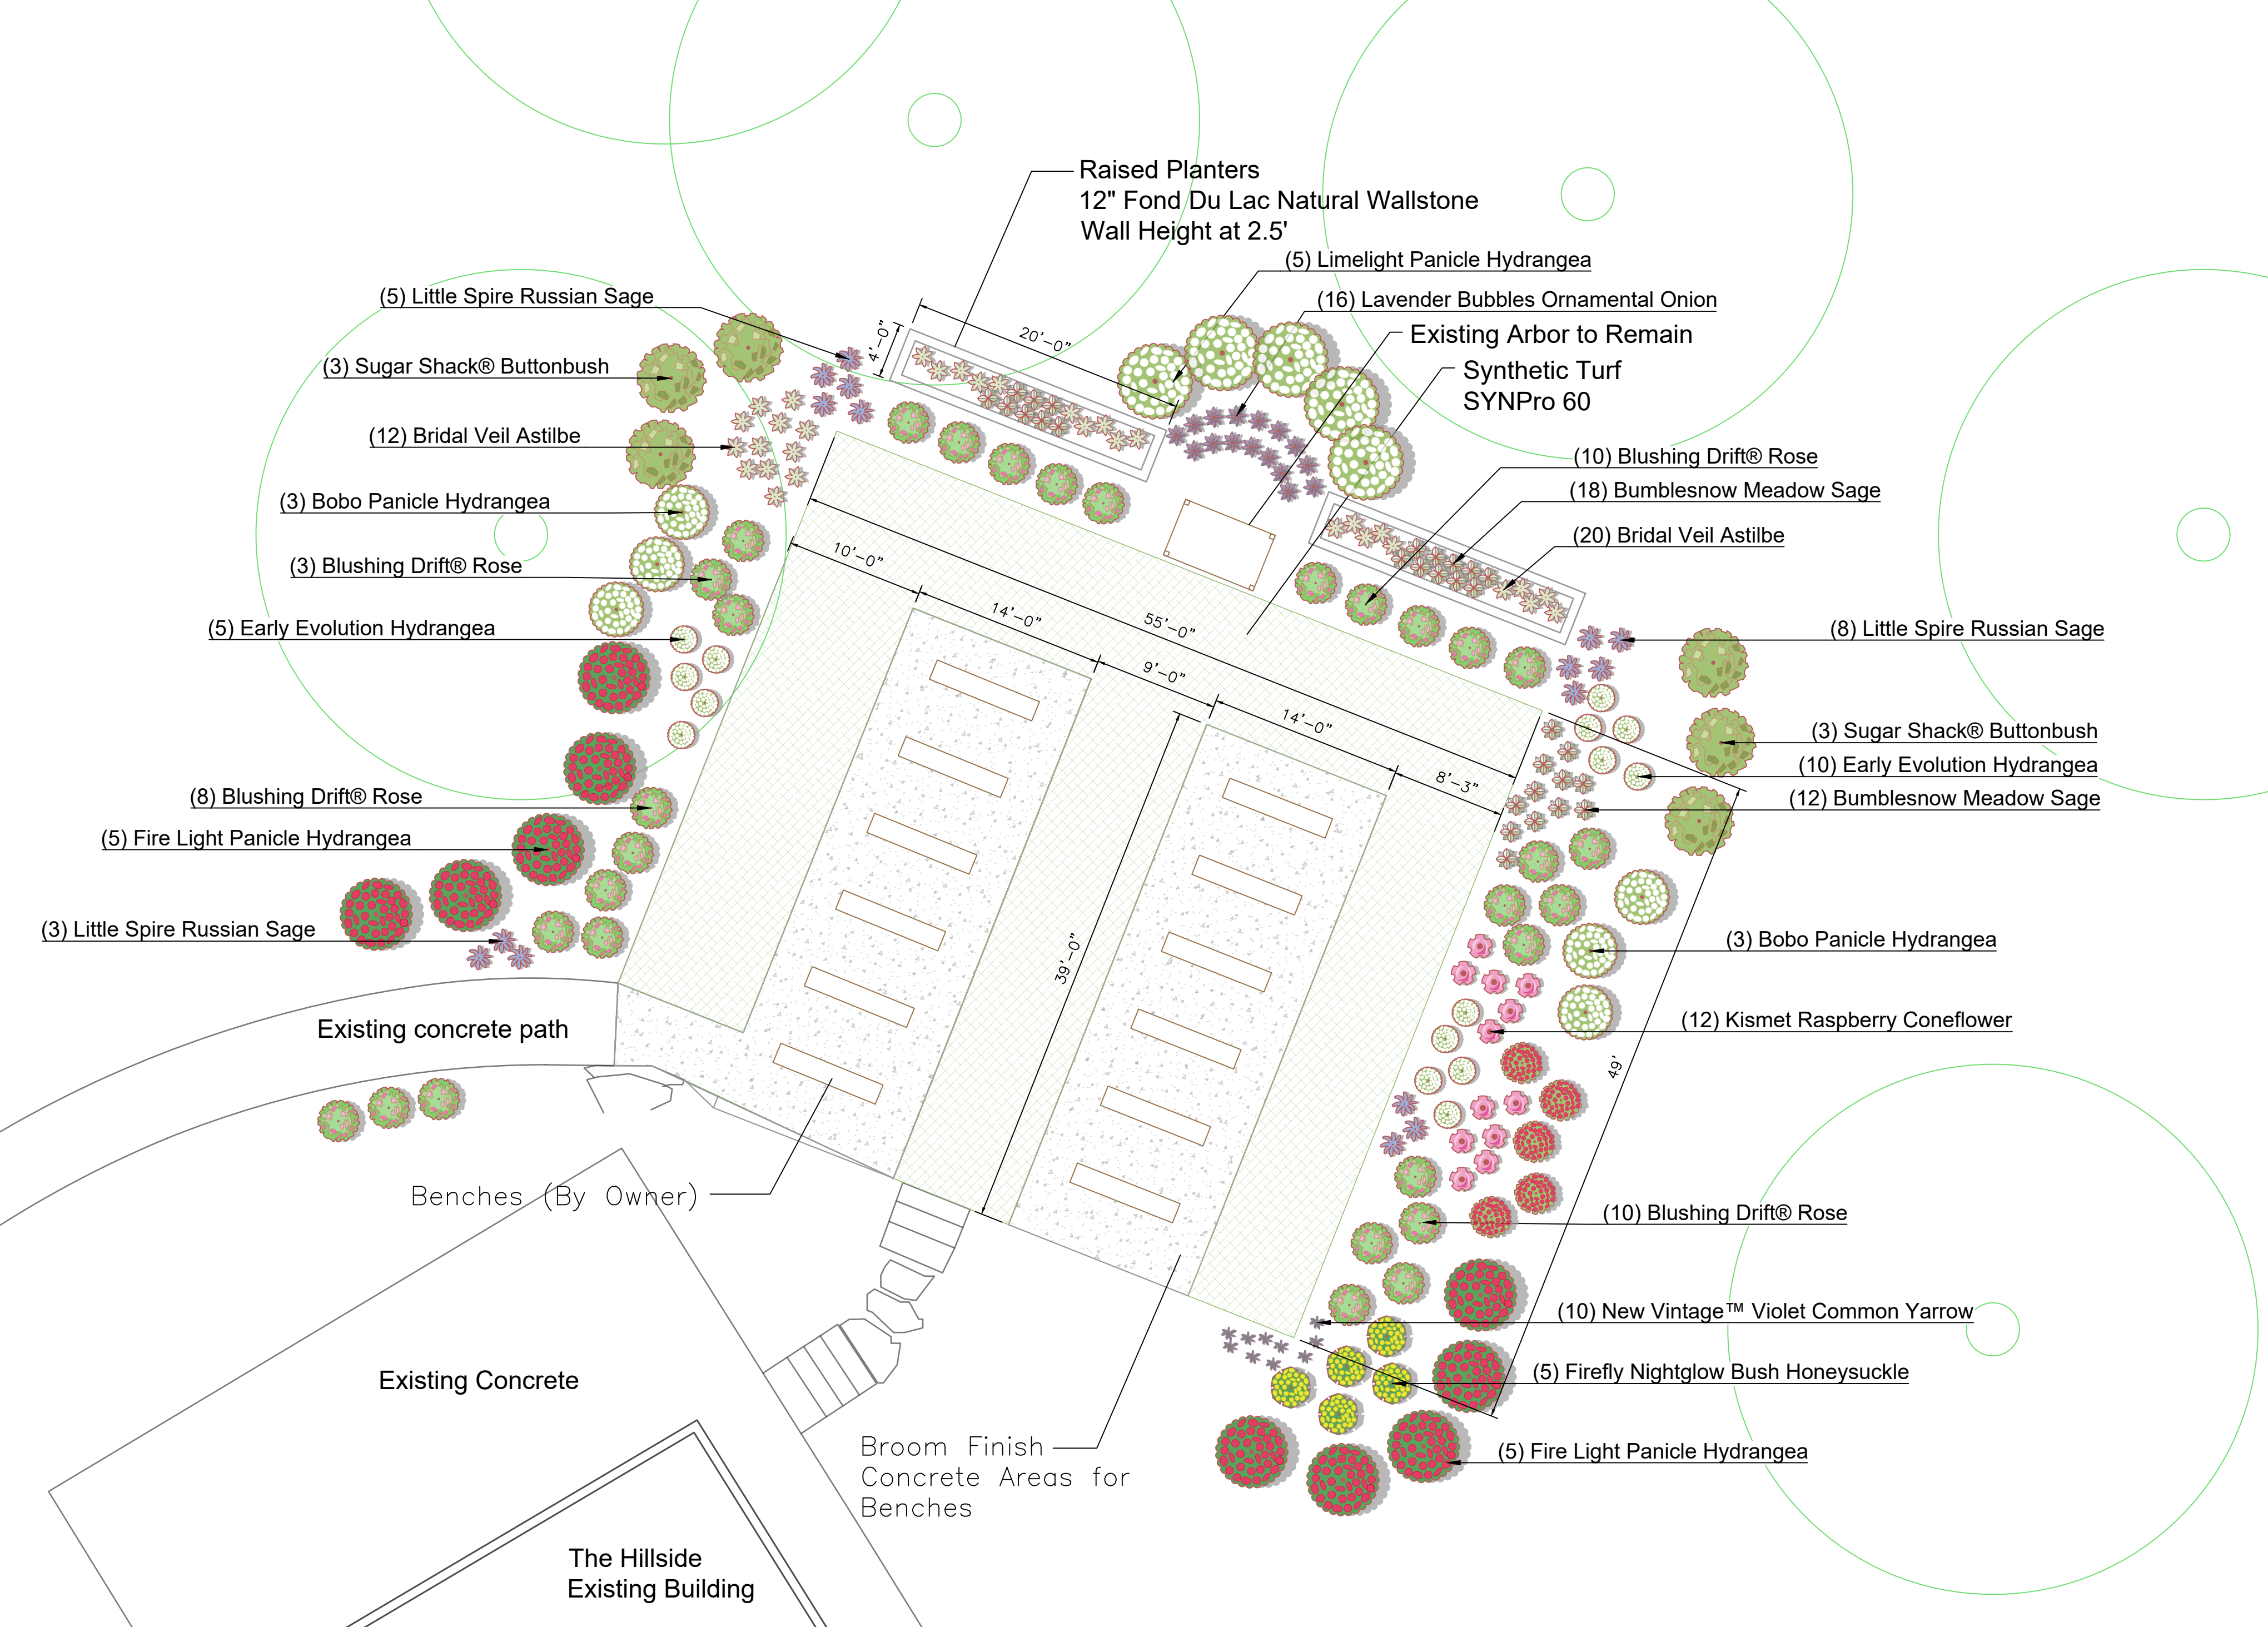 Raised Planters
12" Fond Du Lac Natural Wallstone
Wall Height at 2.5'
(5) Limelight Panicle Hydrangea
(16) Lavender Bubbles Ornamental Onion
Existing Arbor to Remain
Synthetic Turf
SYNPro 60
(5) Little Spire Russian Sage
(3) Sugar Shack® Buttonbush
(12) Bridal Veil Astilbe
(3) Bobo Panicle Hydrangea
(3) Blushing Drift® Rose
(5) Early Evolution Hydrangea
(8) Blushing Drift® Rose
(5) Fire Light Panicle Hydrangea
(3) Little Spire Russian Sage
4'-0"
20'-0"
10'-0"
14'-0"
55'-0"
9'-0"
14'-0"
8'-3"
39'-0"
49'
(10) Blushing Drift® Rose
(18) Bumblesnow Meadow Sage
(20) Bridal Veil Astilbe
(8) Little Spire Russian Sage
(3) Sugar Shack® Buttonbush
(10) Early Evolution Hydrangea
(12) Bumblesnow Meadow Sage
(3) Bobo Panicle Hydrangea
(12) Kismet Raspberry Coneflower
(10) Blushing Drift® Rose
(10) New Vintage™ Violet Common Yarrow
(5) Firefly Nightglow Bush Honeysuckle
(5) Fire Light Panicle Hydrangea
Existing concrete path
Benches (By Owner)
Existing Concrete
Broom Finish
Concrete Areas for
Benches
The Hillside
Existing Building